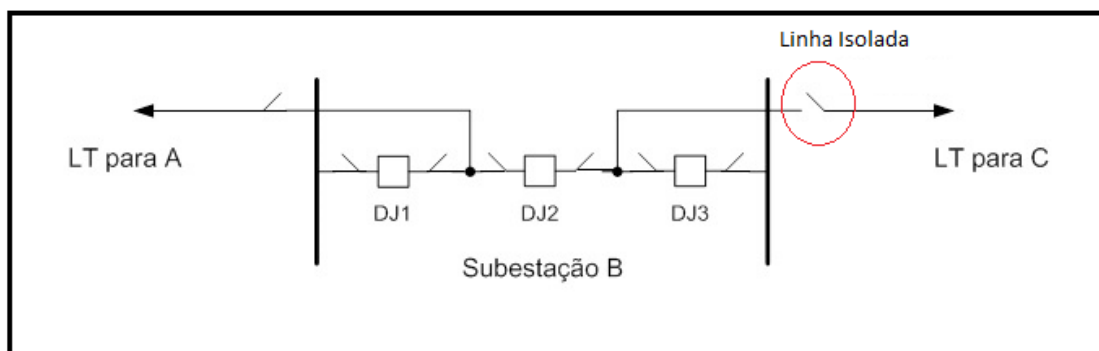 Linha Isolada
LT para A
LT para C
DJ1
DJ2
DJ3
Subestação B